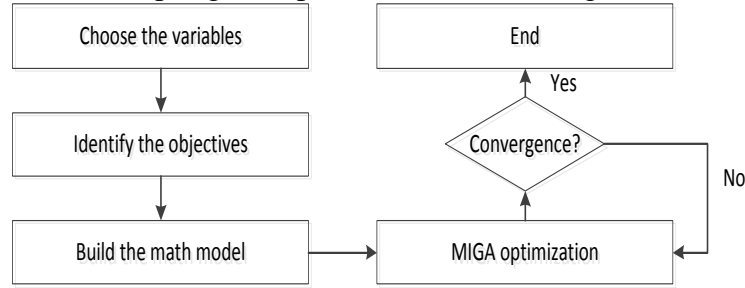 Choose the variables
Identify the objectives
Build the math model
MIGA optimization
Convergence?
No
Yes
End